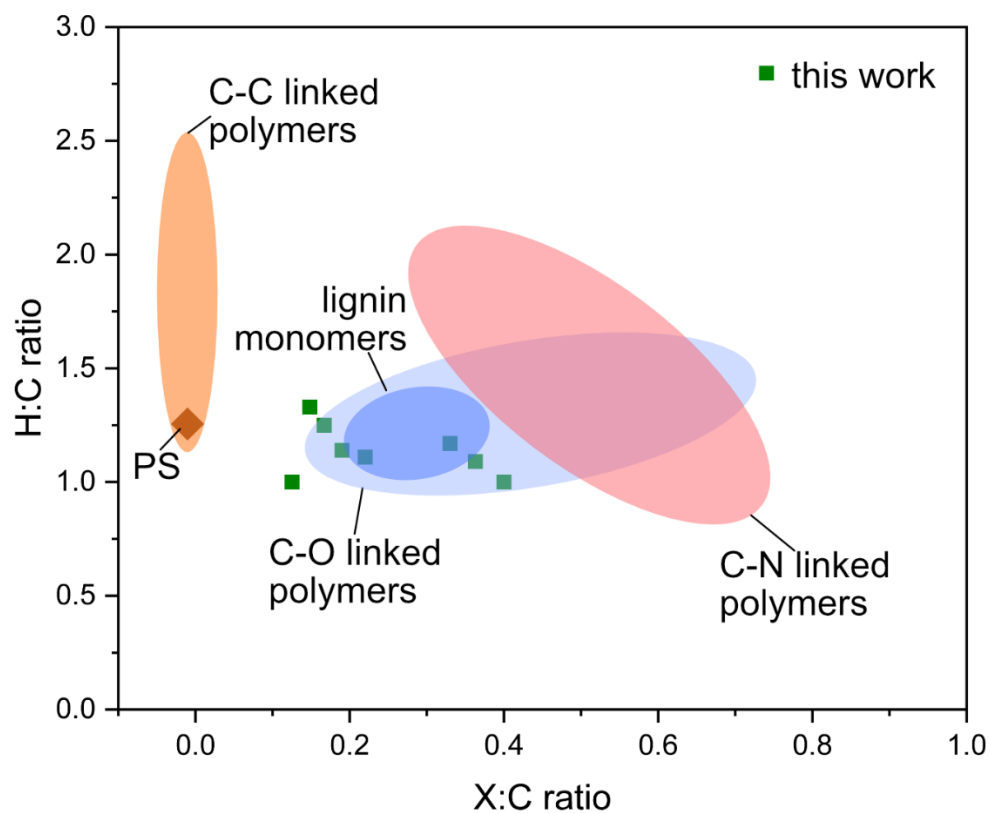 3.0
2.5
2.0
1.5
1.0
0.5
0.0
H:C ratio
this work
C-C linked
polymers
lignin
monomers
PS
C-O linked
polymers
C-N linked
polymers
0.0 0.2 0.4 0.6 0.8 1.0
X:C ratio